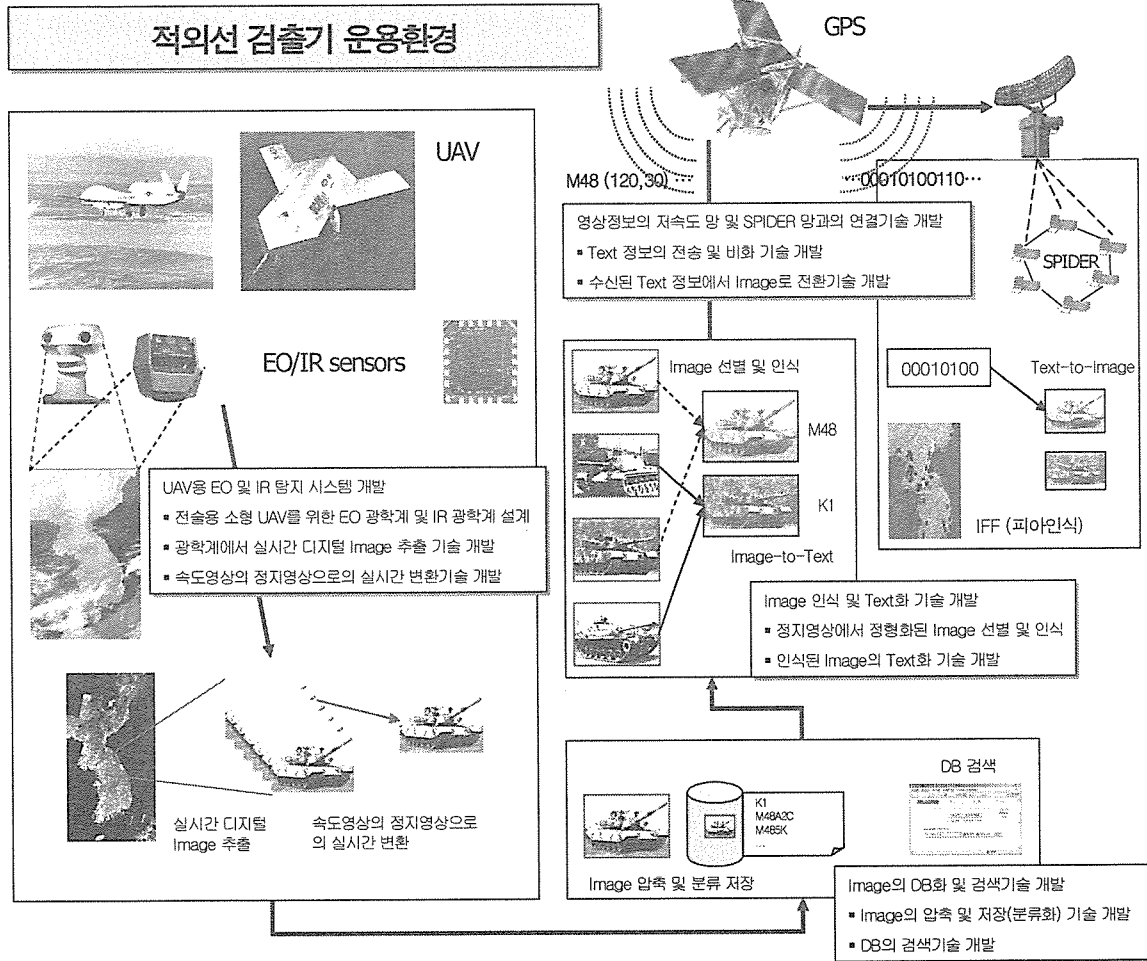 적외선 검출기 운용환경
UAV
EO/IR sensors
UAV용 EO 및 IR 탐지 시스템 개발
▪ 전술용 소형 UAV를 위한 EO 광학계 및 IR 광학계 설계
▪ 광학계에서 실시간 디지털 Image 추출 기술 개발
▪ 속도영상의 정지영상으로의 실시간 변환기술 개발
실시간 디지털
Image 추출
속도영상의 정지영상으로
의 실시간 변환
GPS
M48 (120,30) ···
···00010100110···
영상정보의 저속도 망 및 SPIDER 망과의 연결기술 개발
▪ Text 정보의 전송 및 비화 기술 개발
▪ 수신된 Text 정보에서 Image로 전환기술 개발
SPIDER
00010100
Text-to-Image
IFF (피아인식)
Image 선별 및 인식
M48
K1
Image-to-Text
Image 인식 및 Text화 기술 개발
▪ 정지영상에서 정형화된 Image 선별 및 인식
▪ 인식된 Image의 Text화 기술 개발
DB 검색
K1
M48A2C
M485K
...
Image 압축 및 분류 저장
Image의 DB화 및 검색기술 개발
▪ Image의 압축 및 저장(분류화) 기술 개발
▪ DB의 검색기술 개발